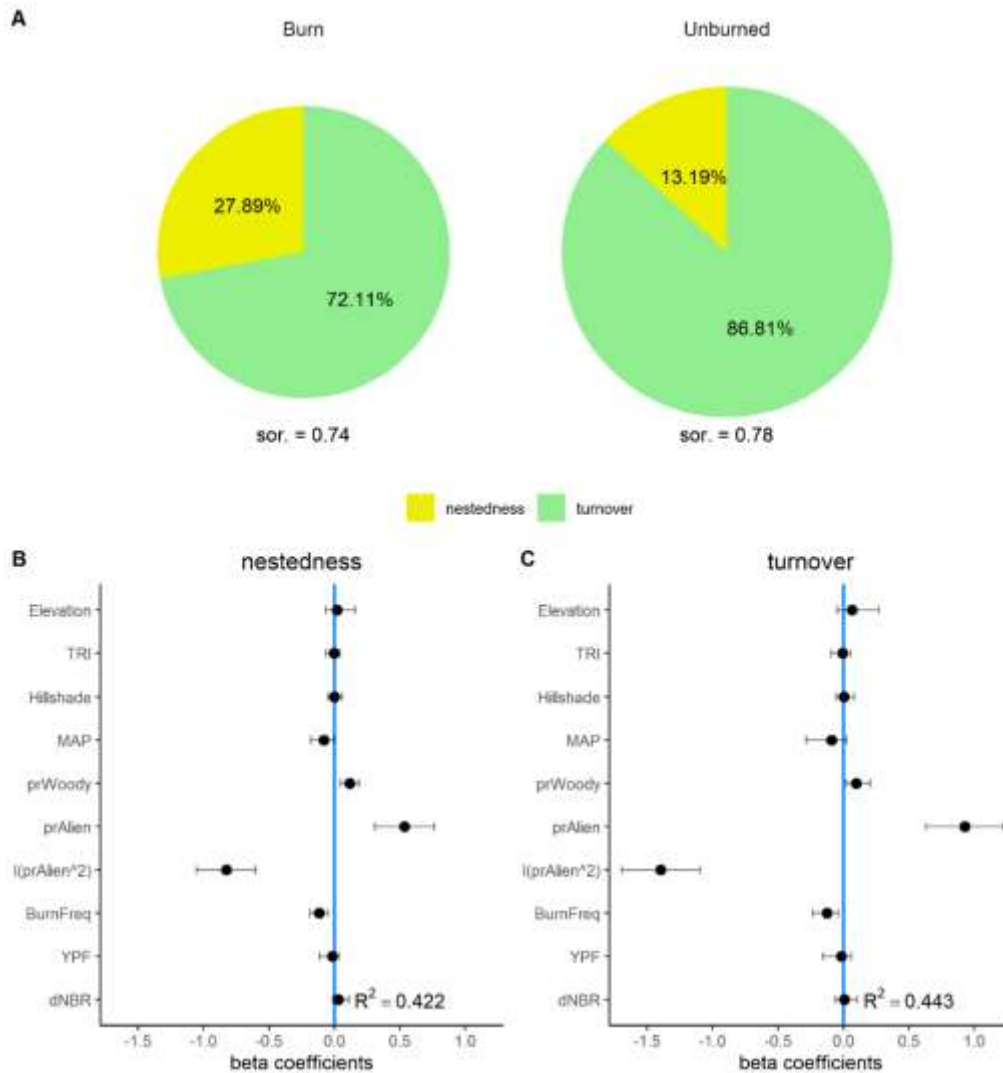 A
Burn
Unburned
27.89%
72.11%
13.19%
86.81%
sor. = 0.74
sor. = 0.78
nestedness
turnover
B
nestedness
Elevation
TRI
Hillshade
MAP
prWoody
prAlien
I(prAlien^2)
BurnFreq
YPF
dNBR
R² = 0.422
-1.5 -1.0 -0.5 0.0 0.5 1.0
beta coefficients
C
turnover
Elevation
TRI
Hillshade
MAP
prWoody
prAlien
I(prAlien^2)
BurnFreq
YPF
dNBR
R² = 0.443
-1.5 -1.0 -0.5 0.0 0.5 1.0
beta coefficients